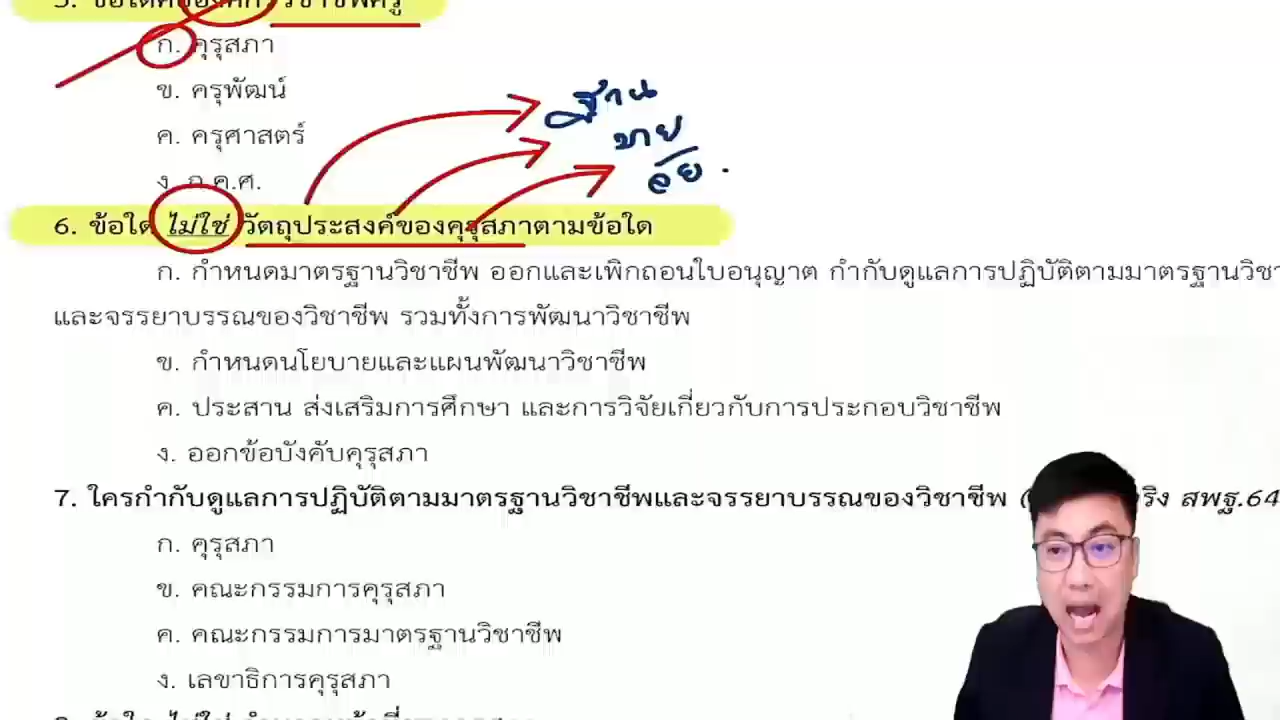 ก. คุรุสภา
ข. ครุพัฒน์
ค. ครุศาสตร์
ง. ก.ค.ศ.
ฐาน
บาย
จัย
6. ข้อใด ไม่ใช่ วัตถุประสงค์ของคุรุสภาตามข้อใด
ก. กำหนดมาตรฐานวิชาชีพ ออกและเพิกถอนใบอนุญาต กำกับดูแลการปฏิบัติตามมาตรฐานวิชา
และจรรยาบรรณของวิชาชีพ รวมทั้งการพัฒนาวิชาชีพ
ข. กำหนดนโยบายและแผนพัฒนาวิชาชีพ
ค. ประสาน ส่งเสริมการศึกษา และการวิจัยเกี่ยวกับการประกอบวิชาชีพ
ง. ออกข้อบังคับคุรุสภา
7. ใครกำกับดูแลการปฏิบัติตามมาตรฐานวิชาชีพและจรรยาบรรณของวิชาชีพ ( ริง สพฐ.64
ก. คุรุสภา
ข. คณะกรรมการคุรุสภา
ค. คณะกรรมการมาตรฐานวิชาชีพ
ง. เลขาธิการคุรุสภา